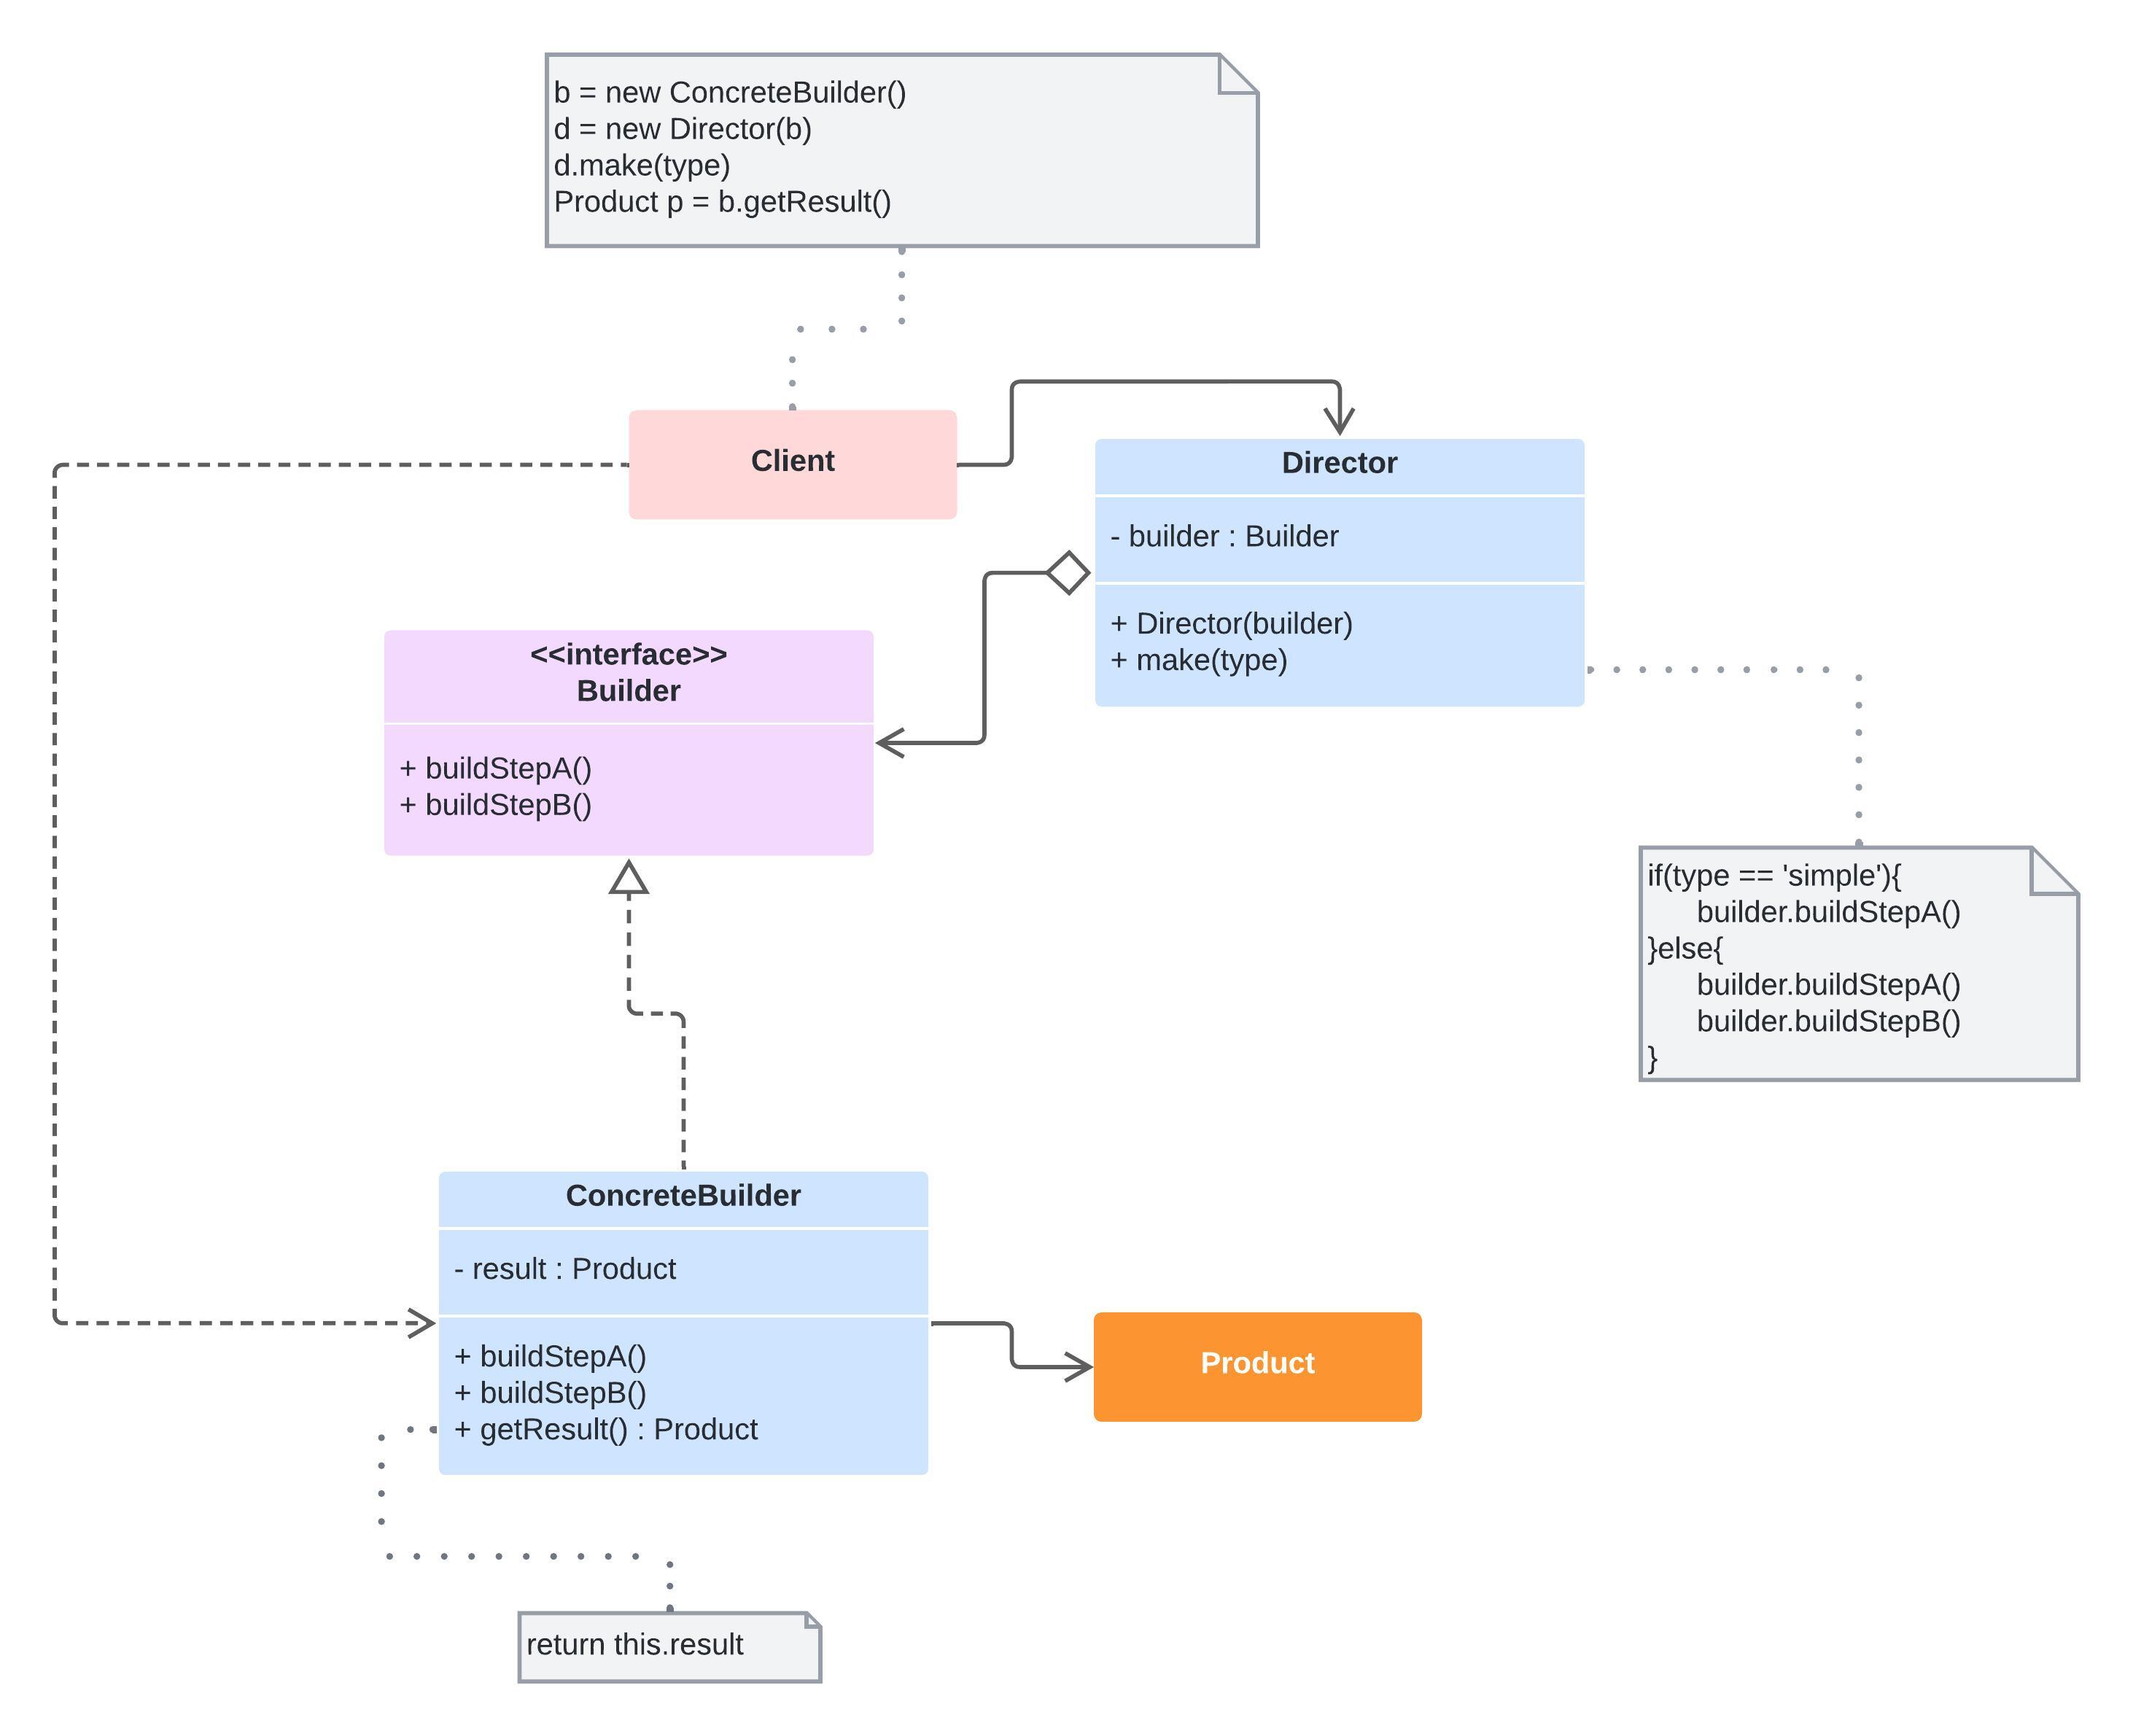 b = new ConcreteBuilder()
d = new Director(b)
d.make(type)
Product p = b.getResult()
Client
Director
- builder : Builder
+ Director(builder)
+ make(type)
<<interface>>
Builder
+ buildStepA()
+ buildStepB()
if(type == 'simple'){
builder.buildStepA()
}else{
builder.buildStepA()
builder.buildStepB()
}
ConcreteBuilder
- result : Product
+ buildStepA()
+ buildStepB()
+ getResult() : Product
Product
return this.result